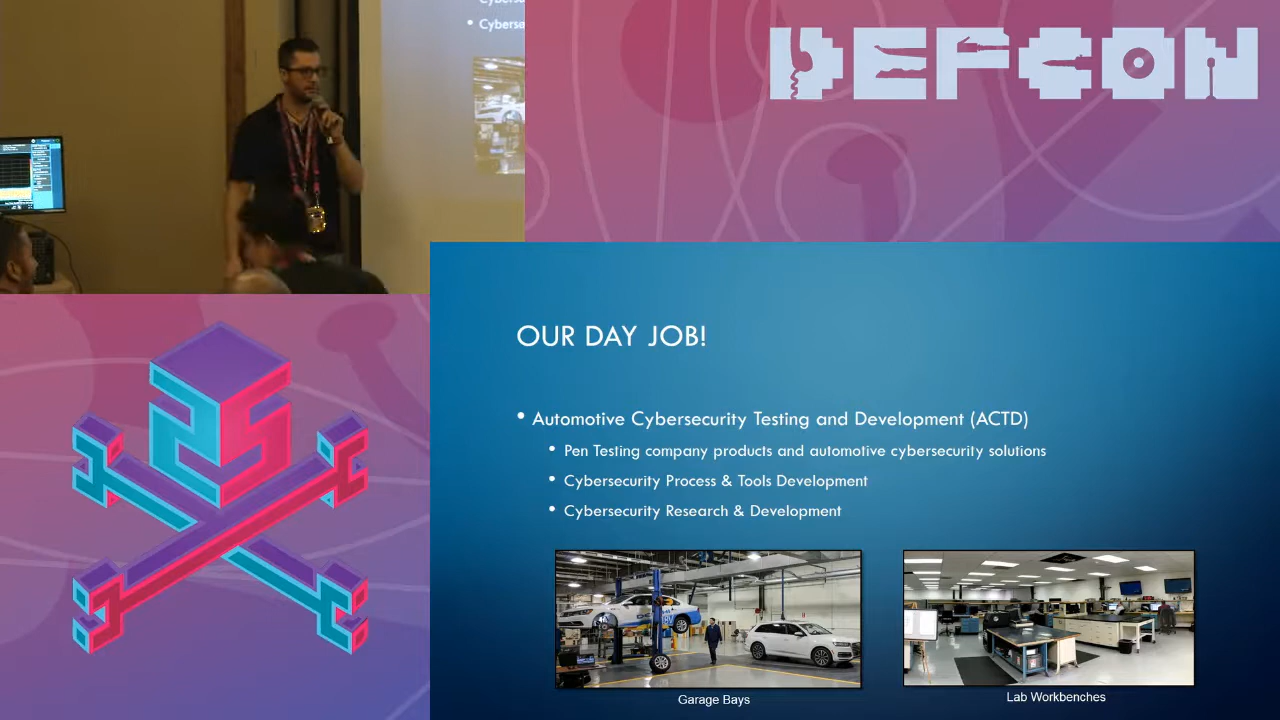 • Cyberse
DEFCON
OUR DAY JOB!
• Automotive Cybersecurity Testing and Development (ACTD)
• Pen Testing company products and automotive cybersecurity solutions
• Cybersecurity Process & Tools Development
• Cybersecurity Research & Development
Garage Bays
Lab Workbenches